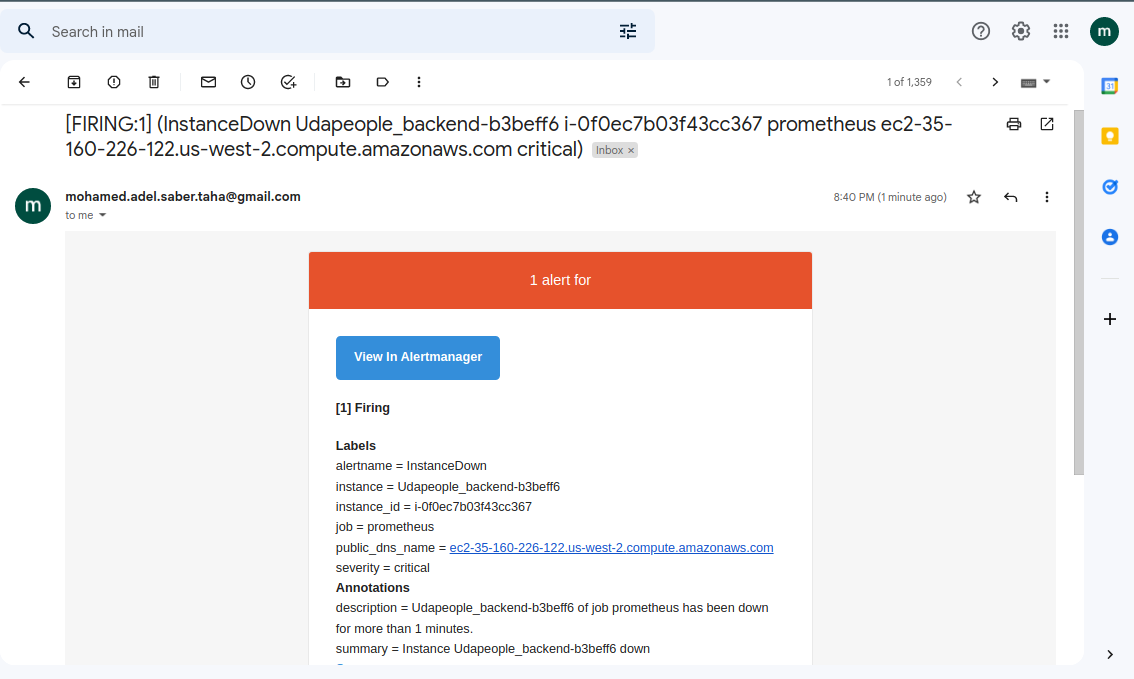 Search in mail
m
1 of 1,359
31
[FIRING:1] (InstanceDown Udapeople_backend-b3beff6 i-0f0ec7b03f43cc367 prometheus ec2-35-
160-226-122.us-west-2.compute.amazonaws.com critical) Inbox ×
m
mohamed.adel.saber.taha@gmail.com
8:40 PM (1 minute ago)
to me
1 alert for
View In Alertmanager
[1] Firing
Labels
alertname = InstanceDown
instance = Udapeople_backend-b3beff6
instance_id = i-0f0ec7b03f43cc367
job = prometheus
public_dns_name = ec2-35-160-226-122.us-west-2.compute.amazonaws.com
severity = critical
Annotations
description = Udapeople_backend-b3beff6 of job prometheus has been down
for more than 1 minutes.
summary = Instance Udapeople_backend-b3beff6 down